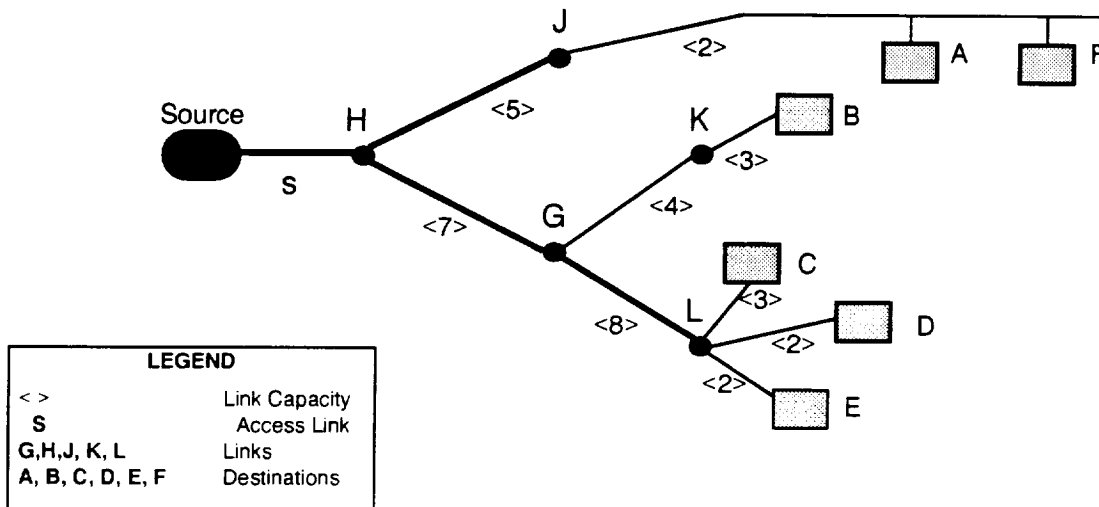 J
<2>
A
F
Source
H
<5>
K
B
<3>
S
<7>
G
<4>
C
<3>
L
<8>
D
<2>
<2>
E
LEGEND
< > Link Capacity
S Access Link
G,H,J, K, L Links
A, B, C, D, E, F Destinations